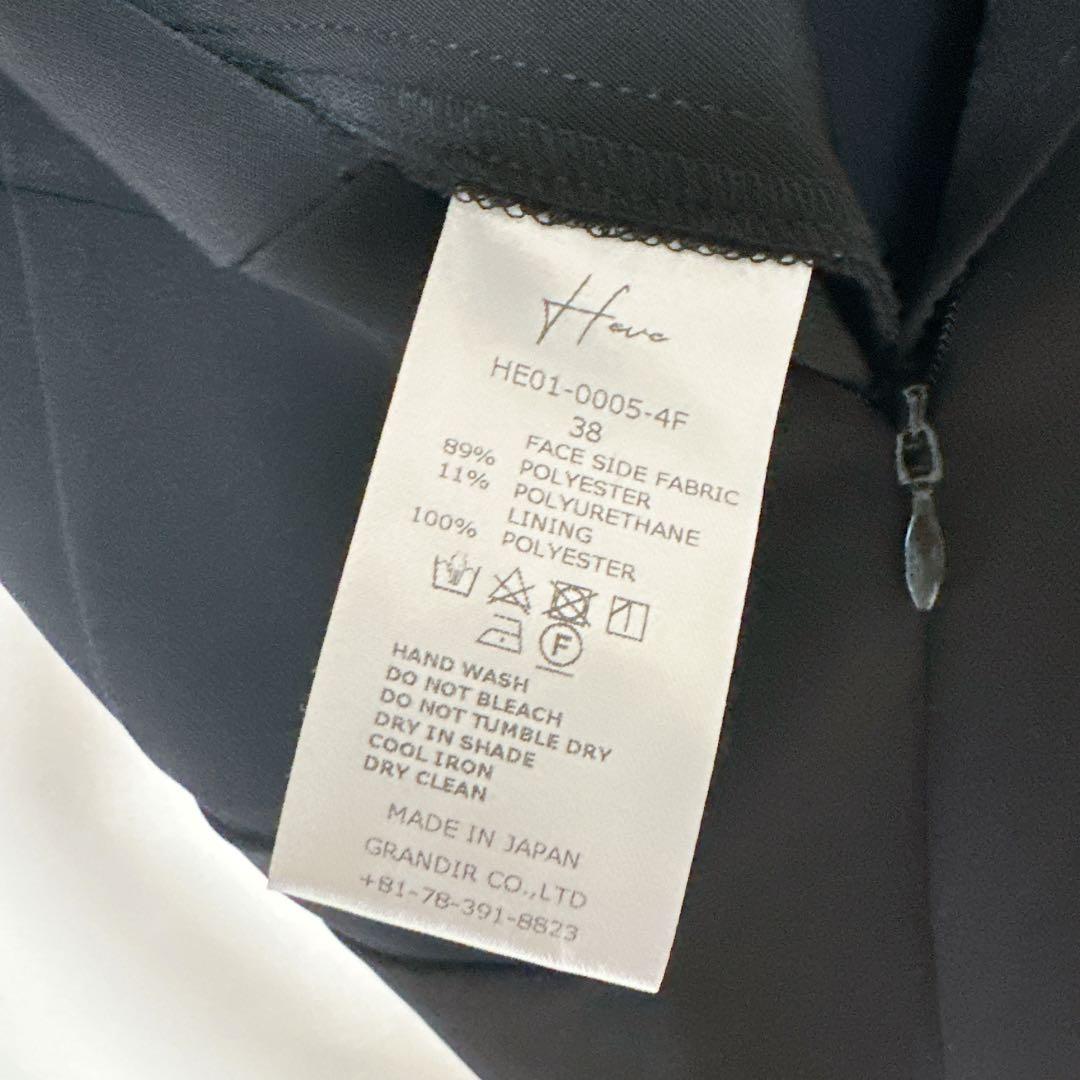 Heve
HE01-0005-4F
38
FACE SIDE FABRIC
89% POLYESTER
11% POLYURETHANE
LINING
100% POLYESTER
F
HAND WASH
DO NOT BLEACH
DO NOT TUMBLE DRY
DRY IN SHADE
COOL IRON
DRY CLEAN
MADE IN JAPAN
GRANDIR CO.,LTD
+81-78-391-8823